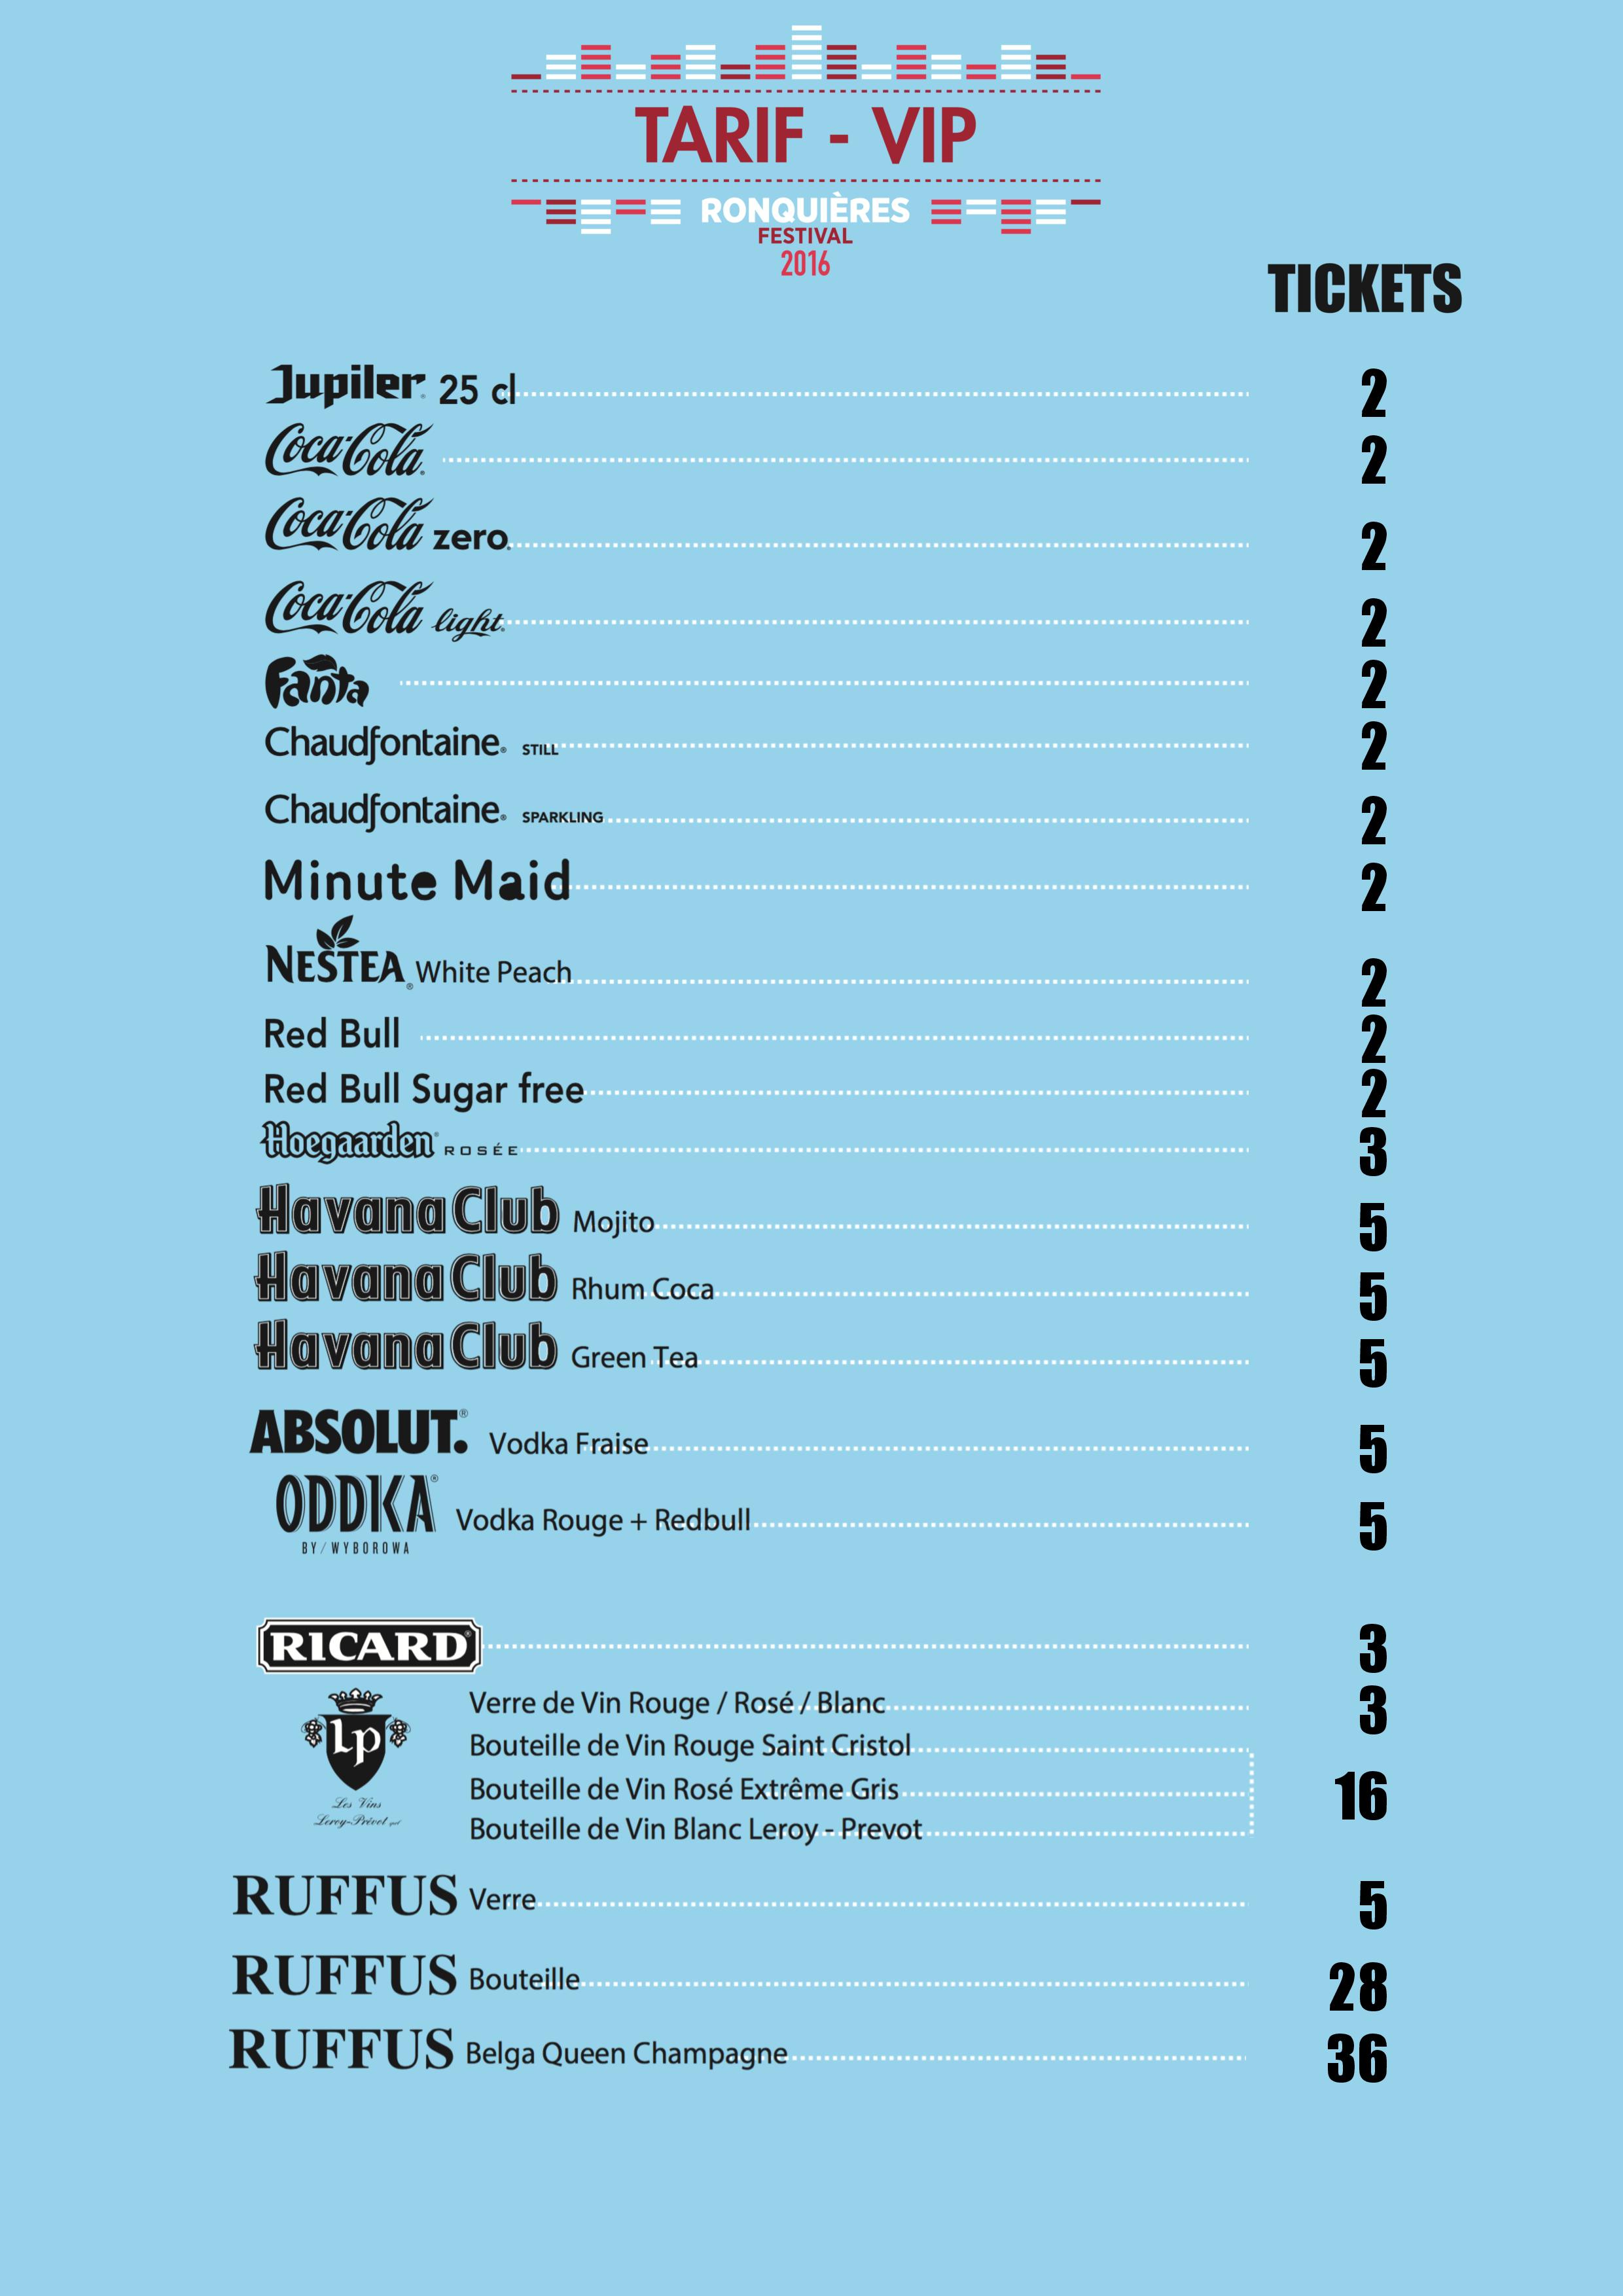 TARIF - VIP
RONQUIÈRES
FESTIVAL
2016
TICKETS
Jupiler 25 cl 2
Coca-Cola 2
Coca-Cola zero 2
Coca-Cola light 2
Fanta 2
Chaudfontaine STILL 2
Chaudfontaine SPARKLING 2
Minute Maid 2
NESTEA White Peach 2
Red Bull 2
Red Bull Sugar free 2
Hoegaarden ROSÉE 3
Havana Club Mojito 5
Havana Club Rhum Coca 5
Havana Club Green Tea 5
ABSOLUT. Vodka Fraise 5
ODDKA Vodka Rouge + Redbull 5
BY/WYBOROWA
RICARD 3
Lp
Les Vins
Leroy-Prévot
Verre de Vin Rouge / Rosé / Blanc 3
Bouteille de Vin Rouge Saint Cristol
Bouteille de Vin Rosé Extrême Gris 16
Bouteille de Vin Blanc Leroy - Prevot
RUFFUS Verre 5
RUFFUS Bouteille 28
RUFFUS Belga Queen Champagne 36